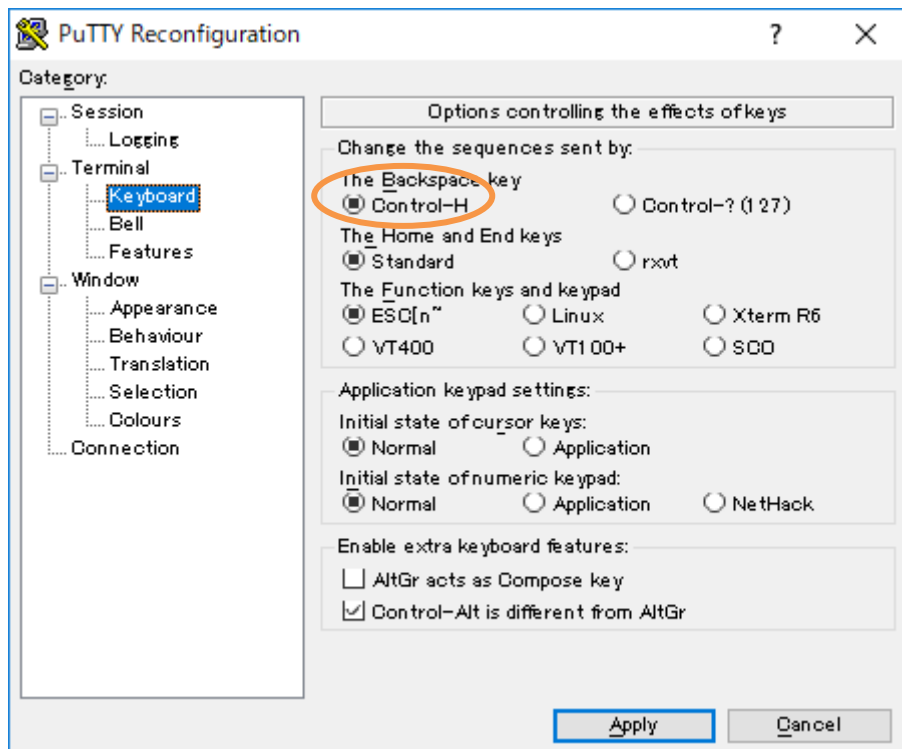 PuTTY Reconfiguration ? ×
Category:
Session
Logging
Terminal
Keyboard
Bell
Features
Window
Appearance
Behaviour
Translation
Selection
Colours
Connection
Options controlling the effects of keys
Change the sequences sent by:
The Backspace key
Control-H Control-? (127)
The Home and End keys
Standard rxvt
The Function keys and keypad
ESC[n~ Linux Xterm R6
VT400 VT100+ SCO
Application keypad settings:
Initial state of cursor keys:
Normal Application
Initial state of numeric keypad:
Normal Application NetHack
Enable extra keyboard features:
AltGr acts as Compose key
Control-Alt is different from AltGr
Apply Cancel